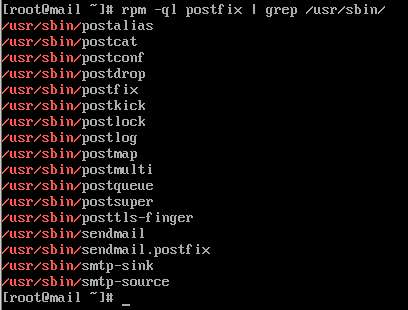 [root@mail ~]# rpm -ql postfix | grep /usr/sbin/
/usr/sbin/postalias
/usr/sbin/postcat
/usr/sbin/postconf
/usr/sbin/postdrop
/usr/sbin/postfix
/usr/sbin/postkick
/usr/sbin/postlock
/usr/sbin/postlog
/usr/sbin/postmap
/usr/sbin/postmulti
/usr/sbin/postqueue
/usr/sbin/postsuper
/usr/sbin/posttls-finger
/usr/sbin/sendmail
/usr/sbin/sendmail.postfix
/usr/sbin/smtp-sink
/usr/sbin/smtp-source
[root@mail ~]# _